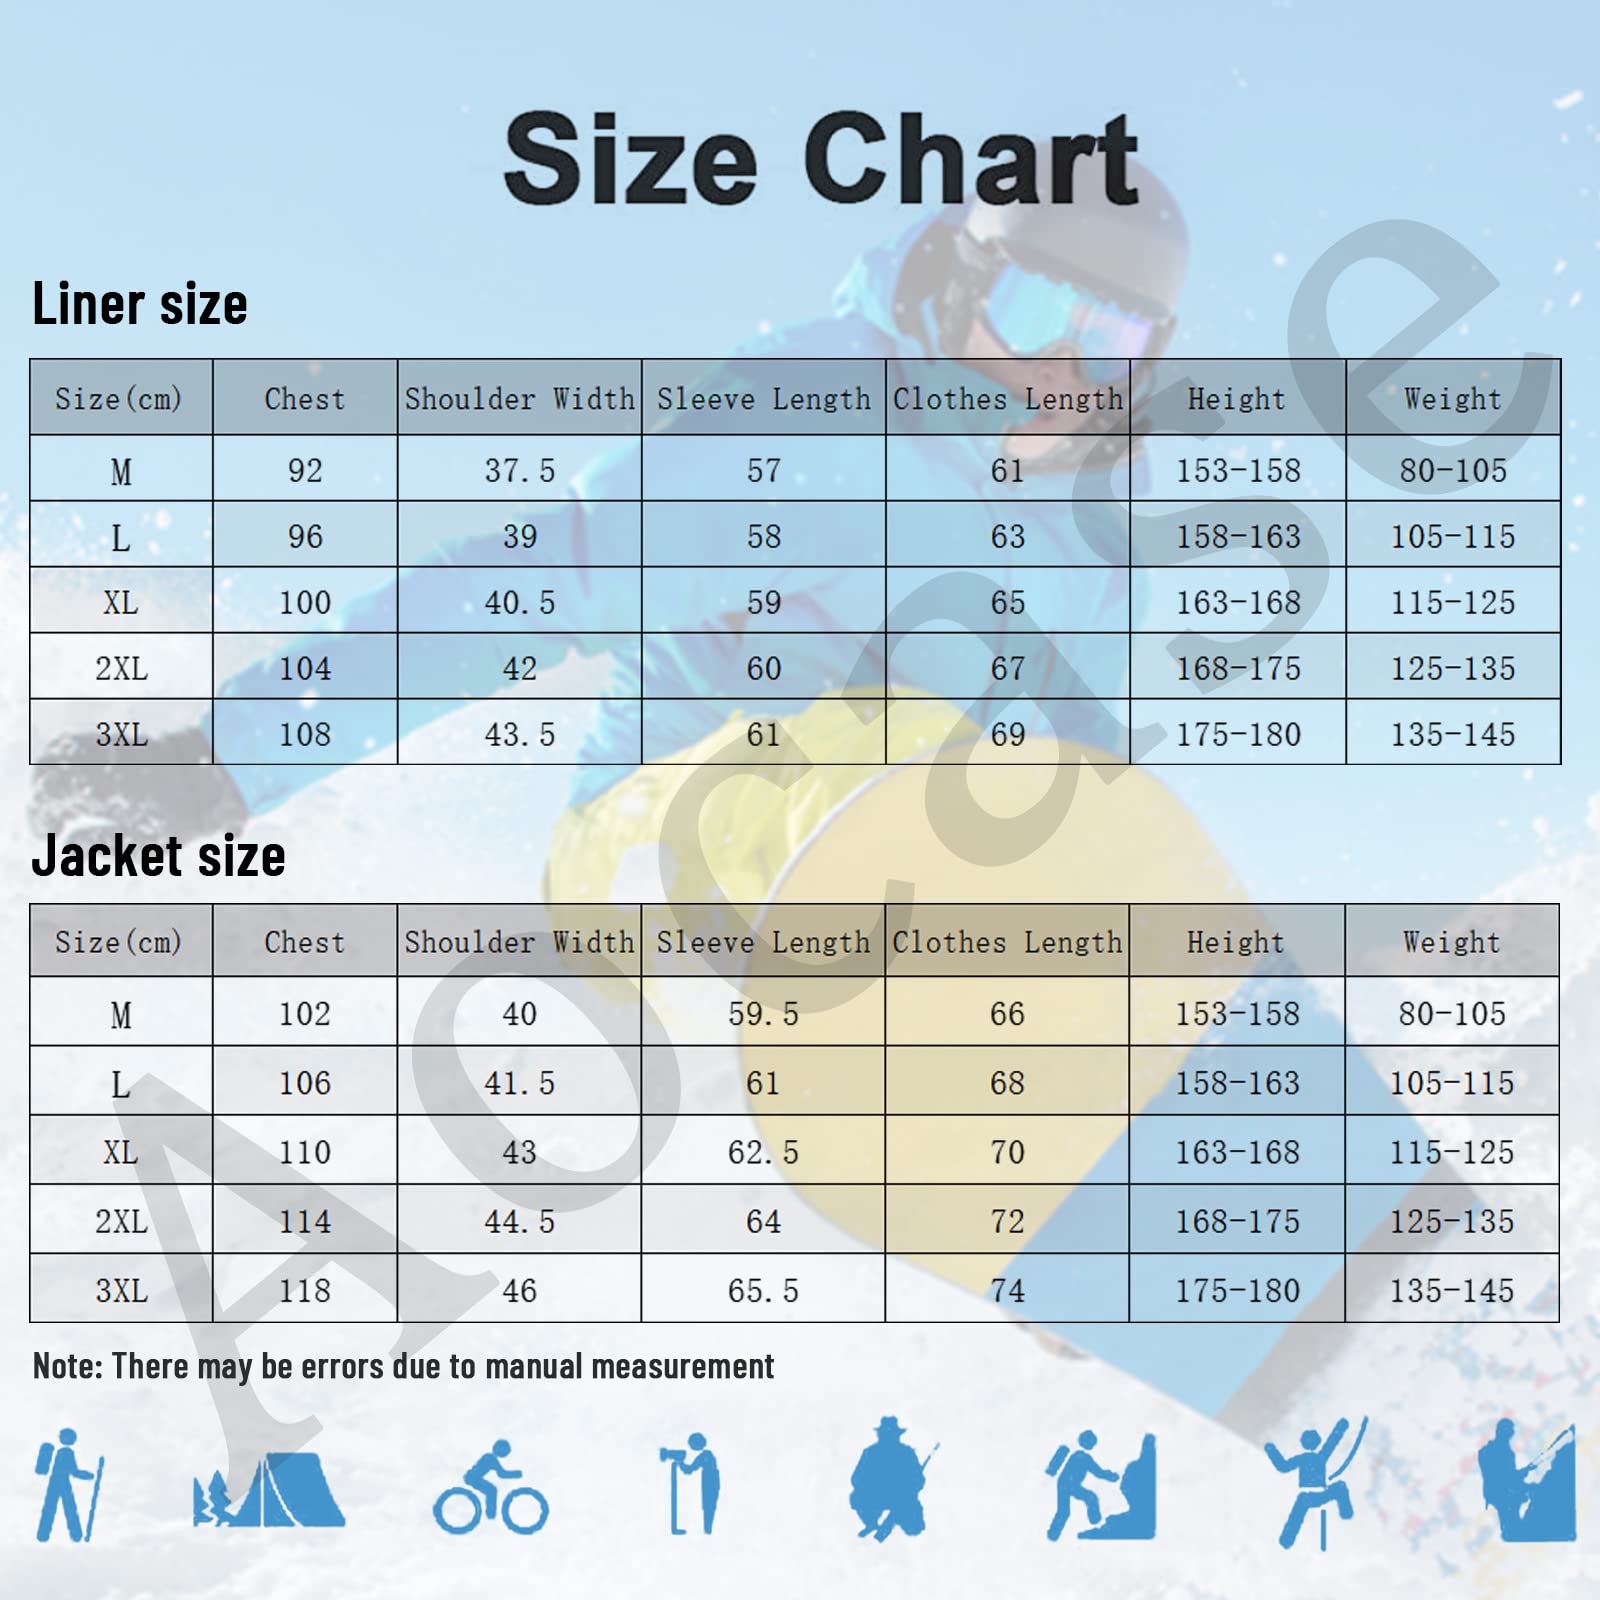 Size Chart
Liner size
Size(cm) Chest Shoulder Width Sleeve Length Clothes Length Height Weight
M 92 37.5 57 61 153-158 80-105
L 96 39 58 63 158-163 105-115
XL 100 40.5 59 65 163-168 115-125
2XL 104 42 60 67 168-175 125-135
3XL 108 43.5 61 69 175-180 135-145
Jacket size
Size(cm) Chest Shoulder Width Sleeve Length Clothes Length Height Weight
M 102 40 59.5 66 153-158 80-105
L 106 41.5 61 68 158-163 105-115
XL 110 43 62.5 70 163-168 115-125
2XL 114 44.5 64 72 168-175 125-135
3XL 118 46 65.5 74 175-180 135-145
Note: There may be errors due to manual measurement
Aocase